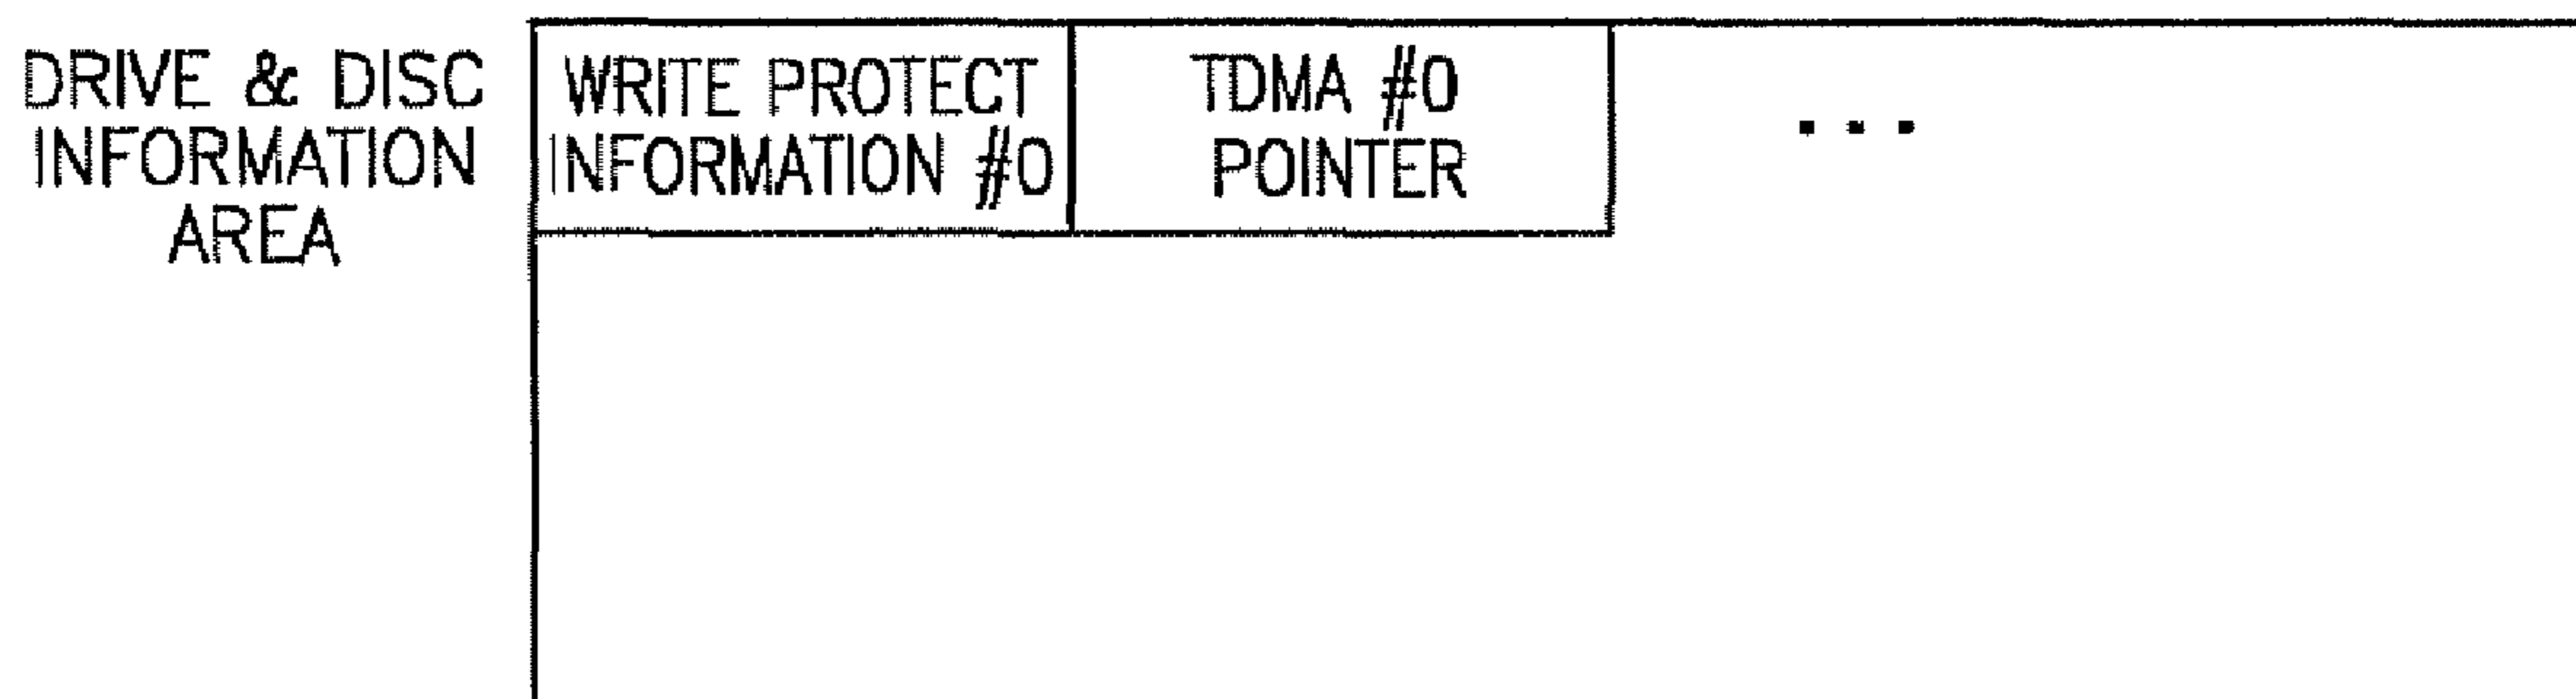 DRIVE & DISC
INFORMATION
AREA
WRITE PROTECT
INFORMATION #0
TDMA #0
POINTER
...